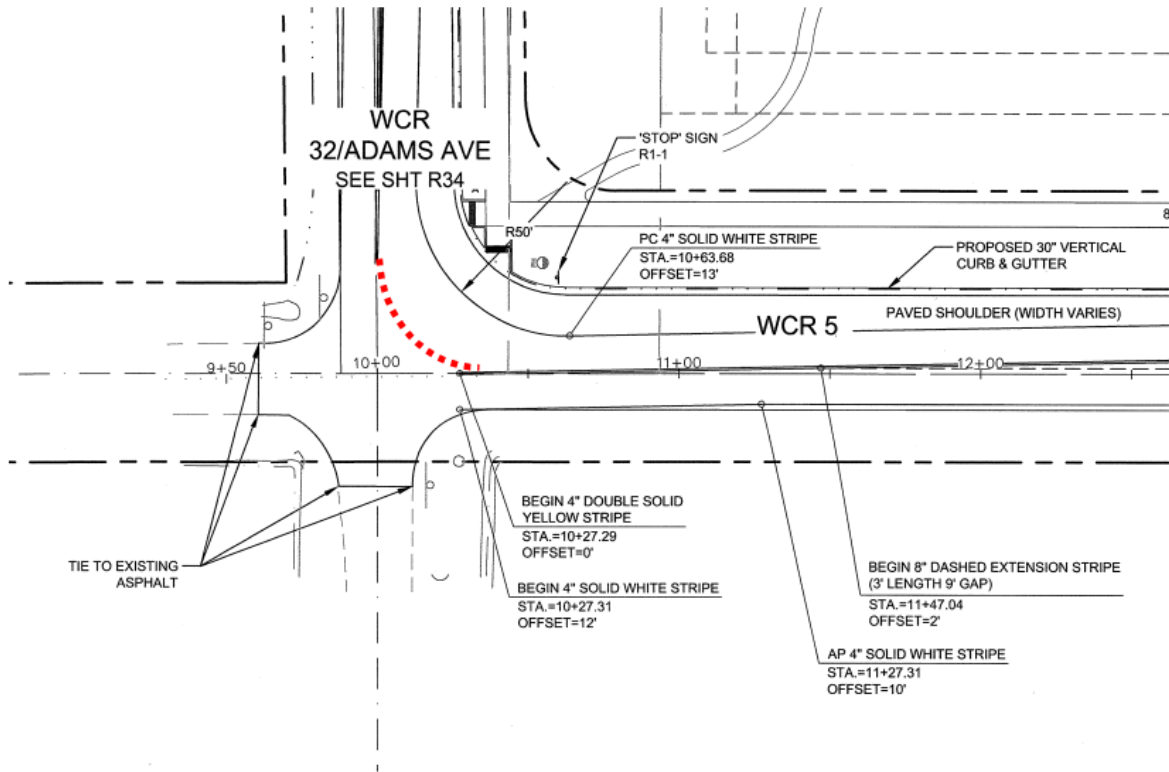 WCR
32/ADAMS AVE
SEE SHT R34
'STOP' SIGN
R1-1
R50'
PC 4" SOLID WHITE STRIPE
STA.=10+63.68
OFFSET=13'
PROPOSED 30" VERTICAL
CURB & GUTTER
8
WCR 5
PAVED SHOULDER (WIDTH VARIES)
9+50
10+00
11+00
12+00
TIE TO EXISTING
ASPHALT
BEGIN 4" DOUBLE SOLID
YELLOW STRIPE
STA.=10+27.29
OFFSET=0'
BEGIN 4" SOLID WHITE STRIPE
STA.=10+27.31
OFFSET=12'
BEGIN 8" DASHED EXTENSION STRIPE
(3' LENGTH 9' GAP)
STA.=11+47.04
OFFSET=2'
AP 4" SOLID WHITE STRIPE
STA.=11+27.31
OFFSET=10'